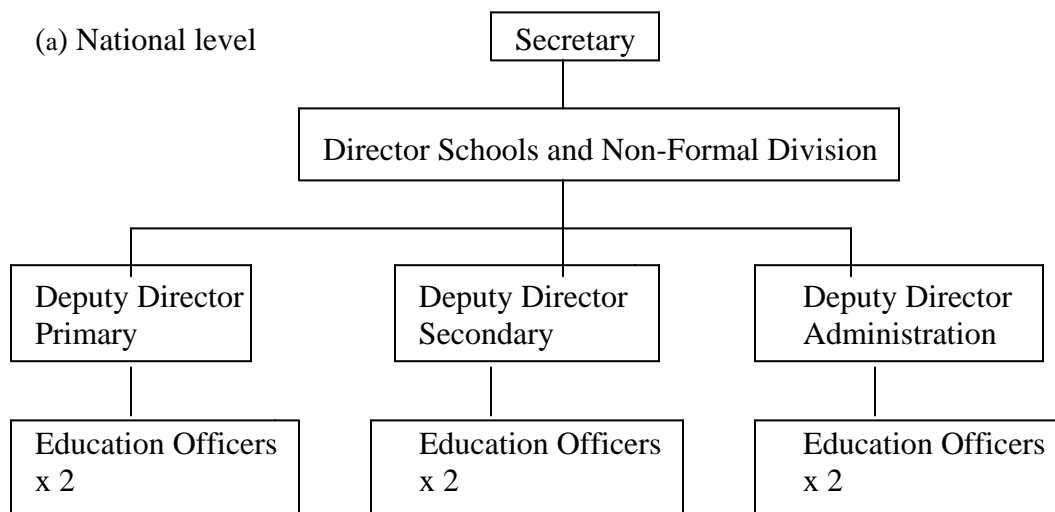 (a) National level
Secretary
Director Schools and Non-Formal Division
Deputy Director
Primary
Deputy Director
Secondary
Deputy Director
Administration
Education Officers
x 2
Education Officers
x 2
Education Officers
x 2